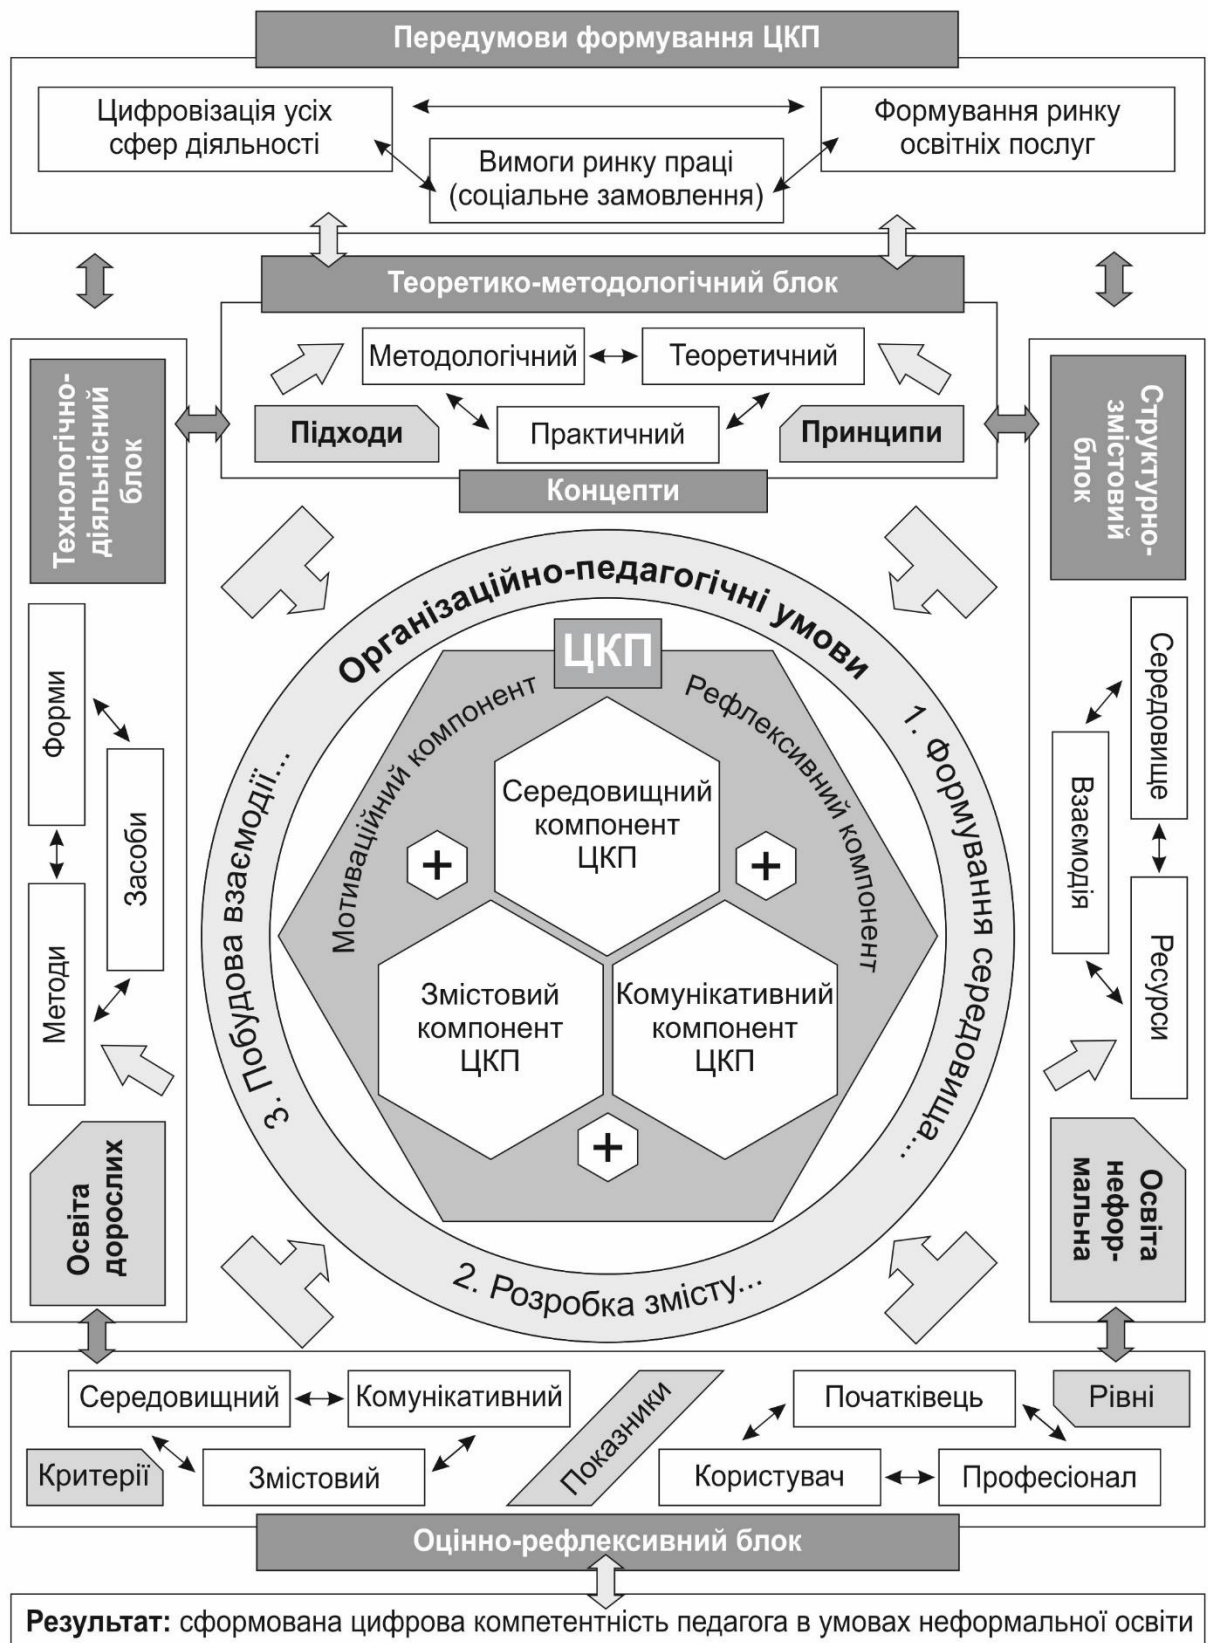 Передумови формування ЦКП
Цифровізація усіх
сфер діяльності
Формування ринку
освітніх послуг
Вимоги ринку праці
(соціальне замовлення)
Теоретико-методологічний блок
Методологічний
Теоретичний
Підходи
Практичний
Принципи
Концепти
Технологічно-
діяльнісний
блок
Форми
Засоби
Методи
Освіта
дорослих
Структурно-
змістовий
блок
Середовище
Взаємодія
Ресурси
Освіта
нефор-
мальна
Організаційно-педагогічні умови
1. Формування середовища...
2. Розробка змісту...
3. Побудова взаємодії...
ЦКП
Мотиваційний компонент
Рефлексивний компонент
Середовищний
компонент
ЦКП
+
+
Змістовий
компонент
ЦКП
Комунікативний
компонент
ЦКП
+
Середовищний
Комунікативний
Критерії
Змістовий
Показники
Початківець
Рівні
Користувач
Професіонал
Оцінно-рефлексивний блок
Результат: сформована цифрова компетентність педагога в умовах неформальної освіти